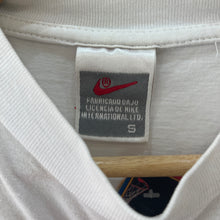 FABRICADO BAJO
LICENCIA DE NIKE
INTERNATIONAL LTD.
S